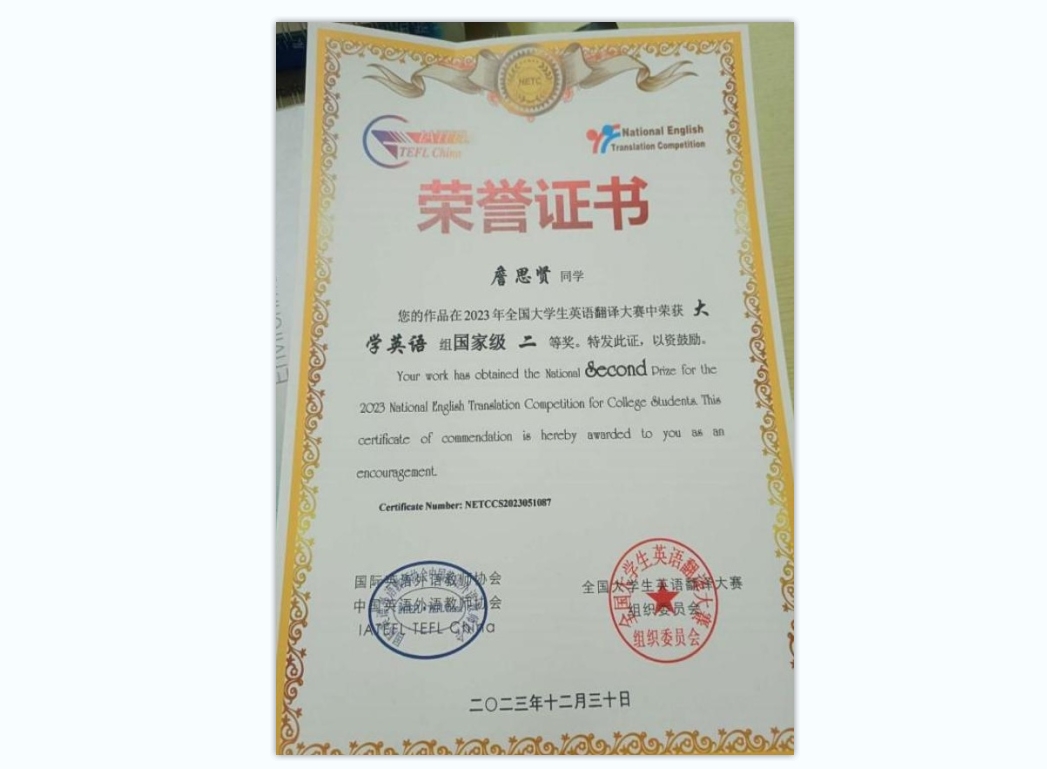 NETC
IATEFL
TEFL China
National English
Translation Competition
荣誉证书
詹思贤 同学
您的作品在2023年全国大学生英语翻译大赛中荣获 大
学英语 组国家级 二 等奖。特发此证，以资鼓励。
Your work has obtained the National Second Prize for the
2023 National English Translation Competition for College Students. This
certificate of commendation is hereby awarded to you as an
encouragement.
Certificate Number: NETCCS2023051087
国际英语外语教师协会
中国英语外语教师协会
IATEFL TEFL China
全国大学生英语翻译大赛
组织委员会
全国大学生英语翻译大赛
组织委员会
二〇二三年十二月三十日